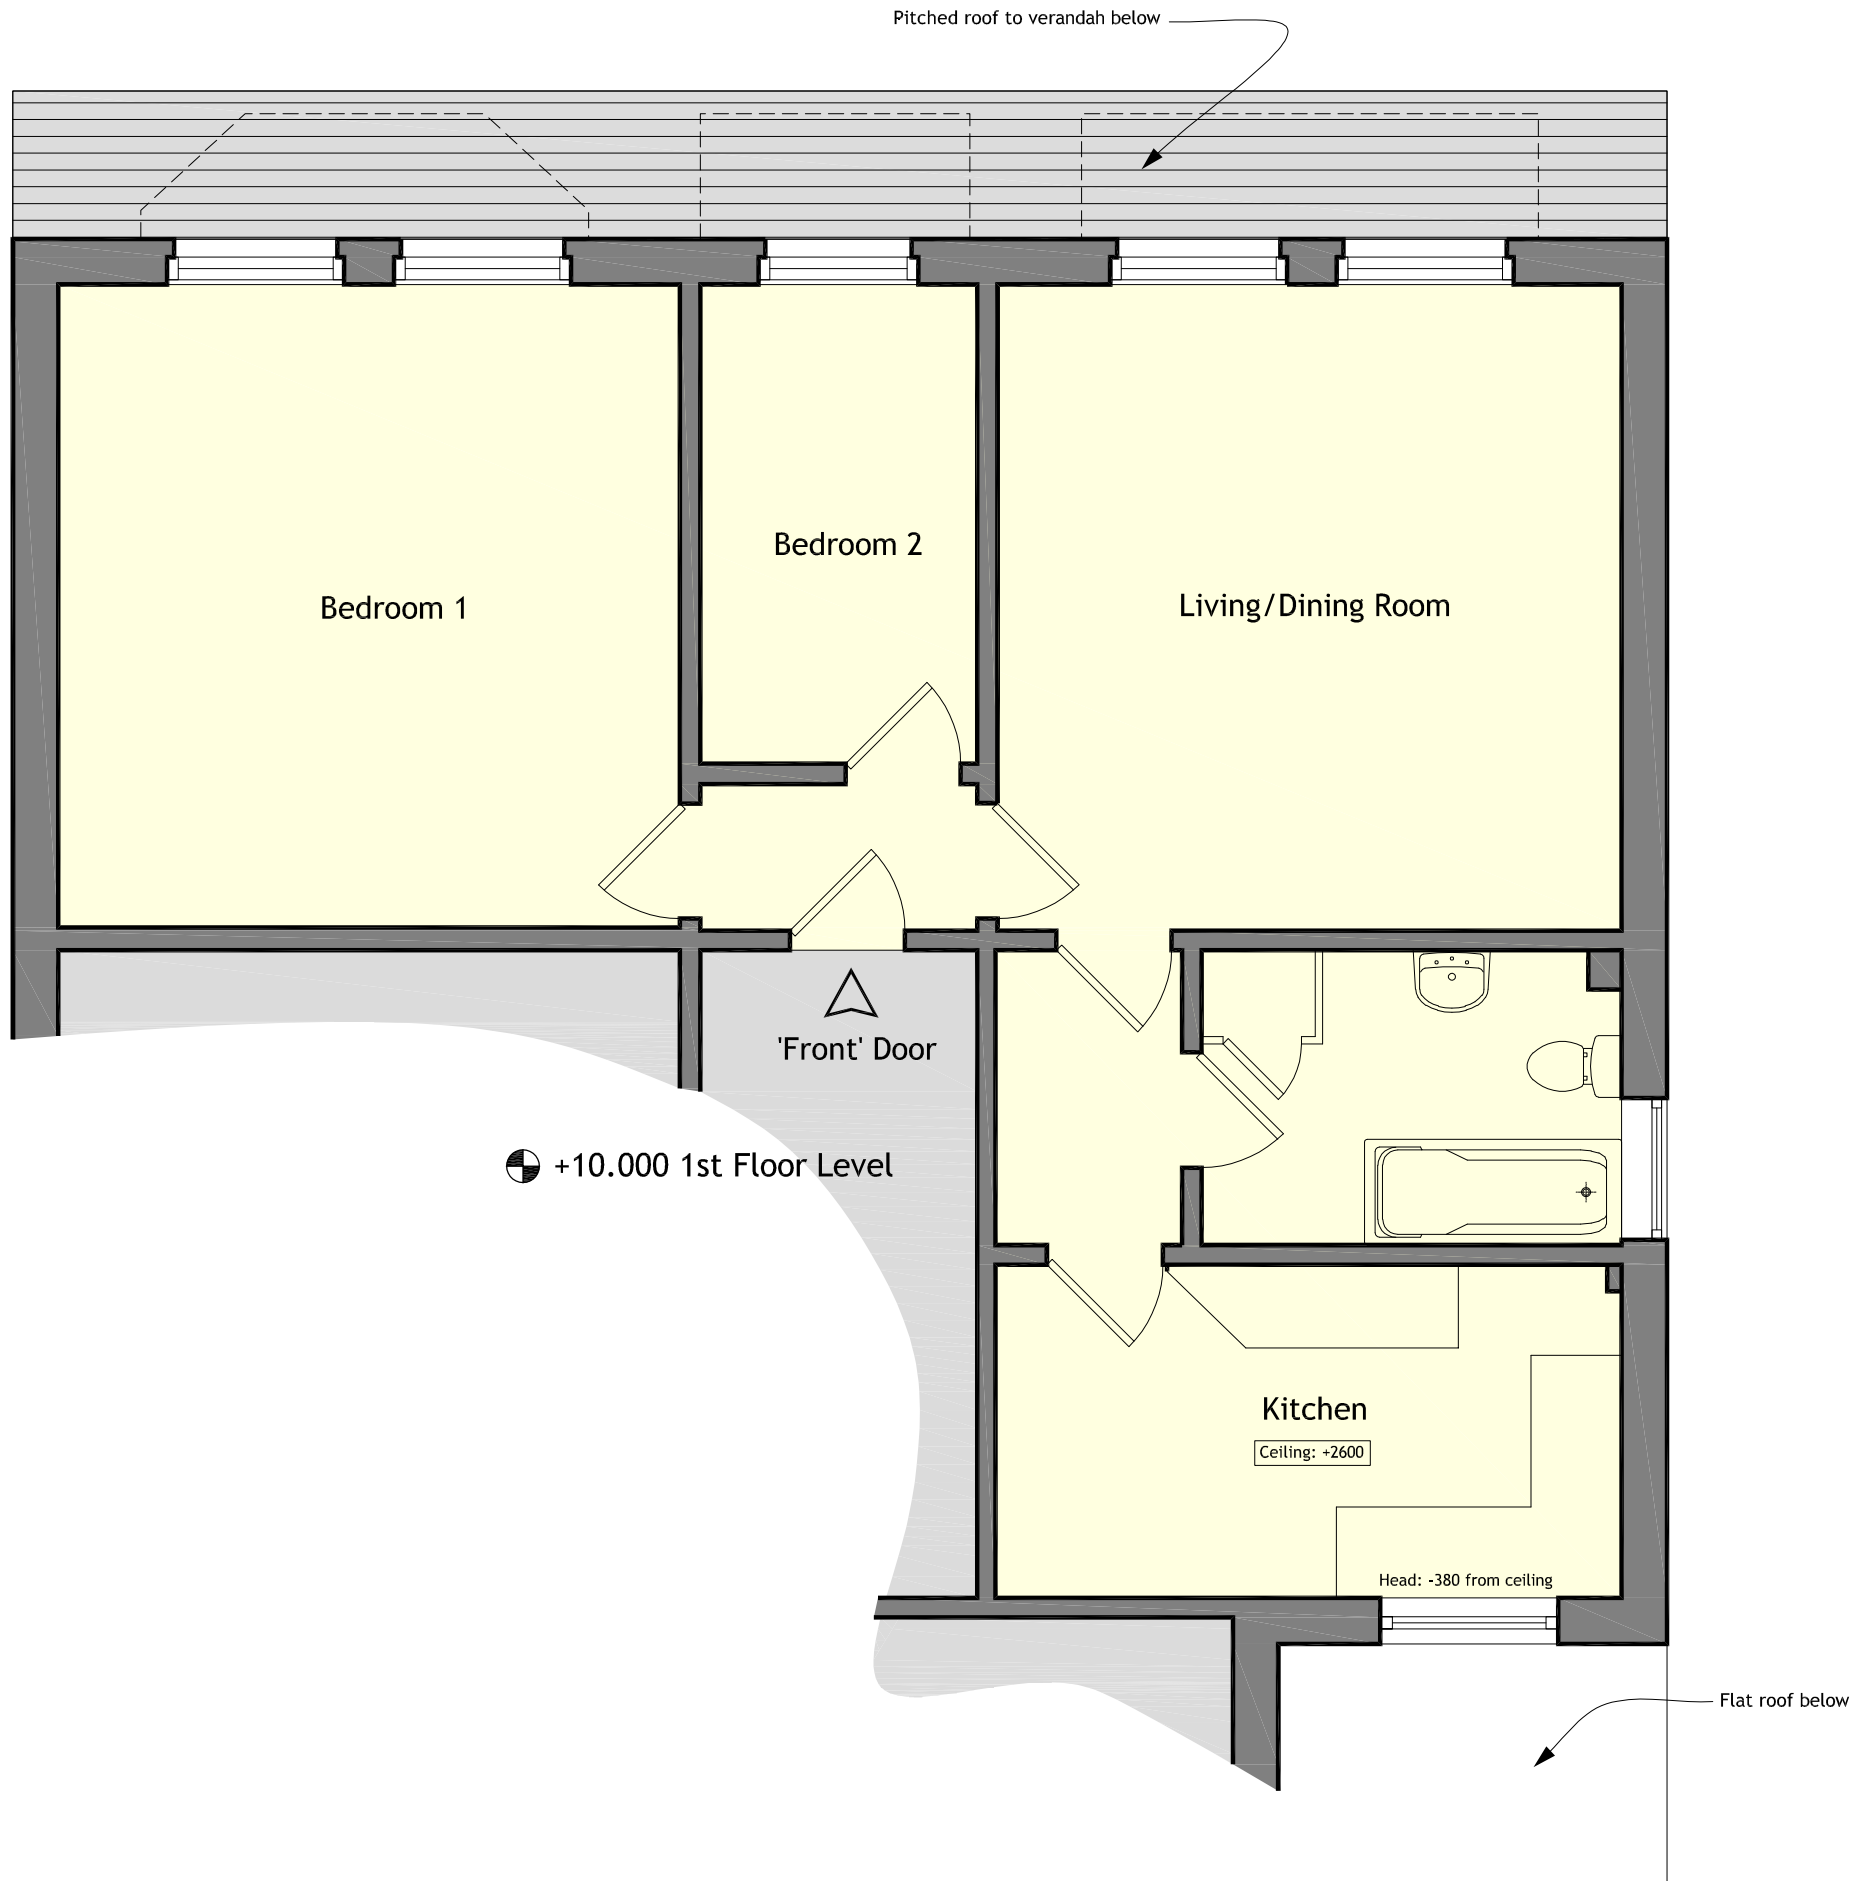 Pitched roof to verandah below
Bedroom 2
Bedroom 1
Living/Dining Room
'Front' Door
+10.000 1st Floor Level
Kitchen
Ceiling: +2600
Head: -380 from ceiling
Flat roof below